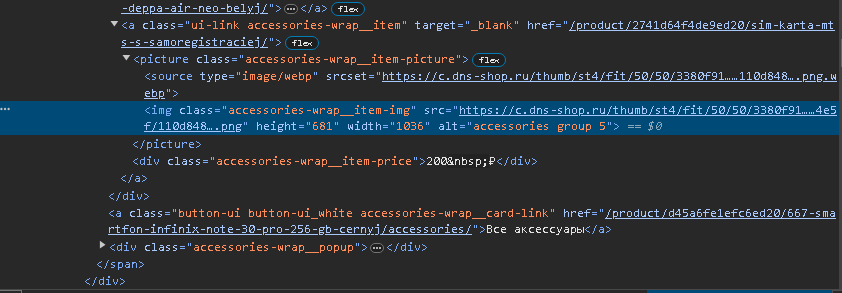 -deppa-air-neo-belyj/">⋯</a> flex
▼<a class="ui-link accessories-wrap__item" target="_blank" href="/product/2741d64f4de9ed20/sim-karta-mt
s-s-samoregistraciej/"> flex
▼<picture class="accessories-wrap__item-picture"> flex
<source type="image/webp" srcset="https://c.dns-shop.ru/thumb/st4/fit/50/50/3380f91……110d848….png.w
ebp">
⋯ <img class="accessories-wrap__item-img" src="https://c.dns-shop.ru/thumb/st4/fit/50/50/3380f91……4e5
f/110d848….png" height="681" width="1036" alt="accessories group 5"> == $0
</picture>
<div class="accessories-wrap__item-price">200&nbsp;₽</div>
</a>
</div>
<a class="button-ui button-ui_white accessories-wrap__card-link" href="/product/d45a6fe1efc6ed20/667-sma
rtfon-infinix-note-30-pro-256-gb-cernyj/accessories/">Все аксессуары</a>
▶<div class="accessories-wrap__popup">⋯</div>
</span>
</div>